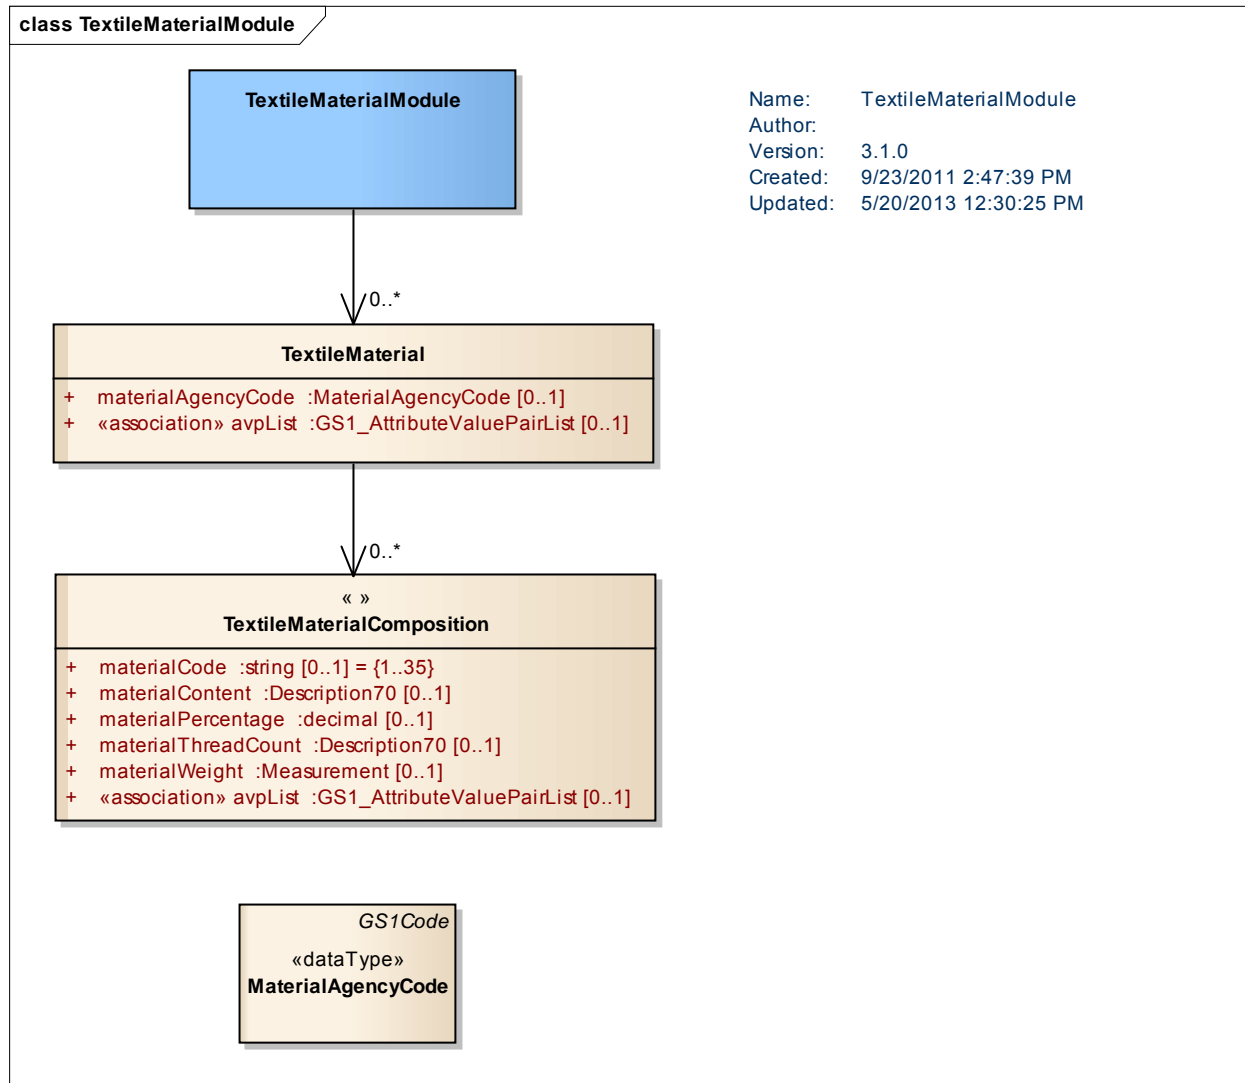 class TextileMaterialModule
TextileMaterialModule
Name: TextileMaterialModule
Author:
Version: 3.1.0
Created: 9/23/2011 2:47:39 PM
Updated: 5/20/2013 12:30:25 PM
0..*
TextileMaterial
+ materialAgencyCode :MaterialAgencyCode [0..1]
+ «association» avpList :GS1_AttributeValuePairList [0..1]
0..*
« »
TextileMaterialComposition
+ materialCode :string [0..1] = {1..35}
+ materialContent :Description70 [0..1]
+ materialPercentage :decimal [0..1]
+ materialThreadCount :Description70 [0..1]
+ materialWeight :Measurement [0..1]
+ «association» avpList :GS1_AttributeValuePairList [0..1]
GS1Code
«dataType»
MaterialAgencyCode